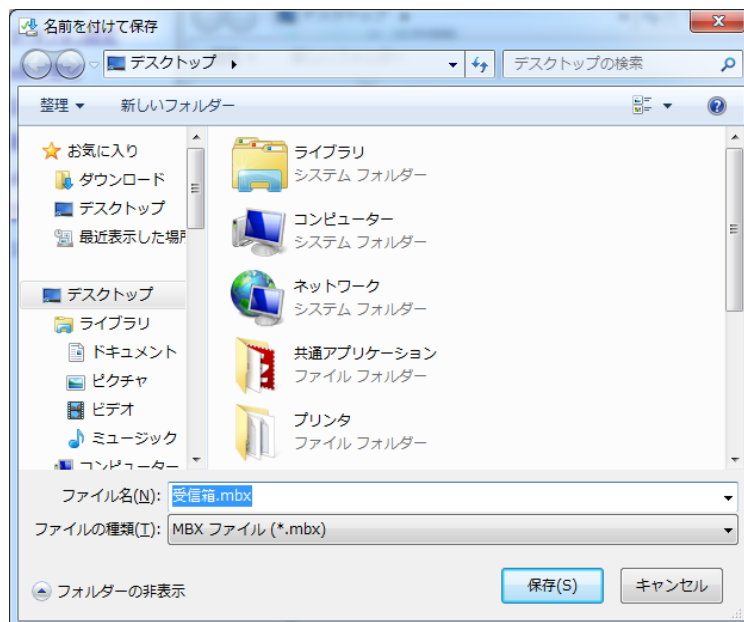 名前を付けて保存
デスクトップ
デスクトップの検索
整理
新しいフォルダー
お気に入り
ダウンロード
デスクトップ
最近表示した場所
デスクトップ
ライブラリ
ドキュメント
ピクチャ
ビデオ
ミュージック
コンピューター
ライブラリ
システム フォルダー
コンピューター
システム フォルダー
ネットワーク
システム フォルダー
共通アプリケーション
ファイル フォルダー
プリンタ
ファイル フォルダー
ファイル名(N): 受信箱.mbx
ファイルの種類(T): MBX ファイル (*.mbx)
フォルダーの非表示
保存(S)
キャンセル